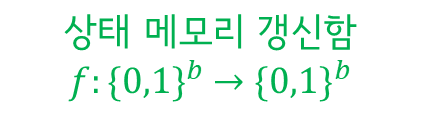 상태 메모리 갱신함
f: {0,1}ᵇ → {0,1}ᵇ